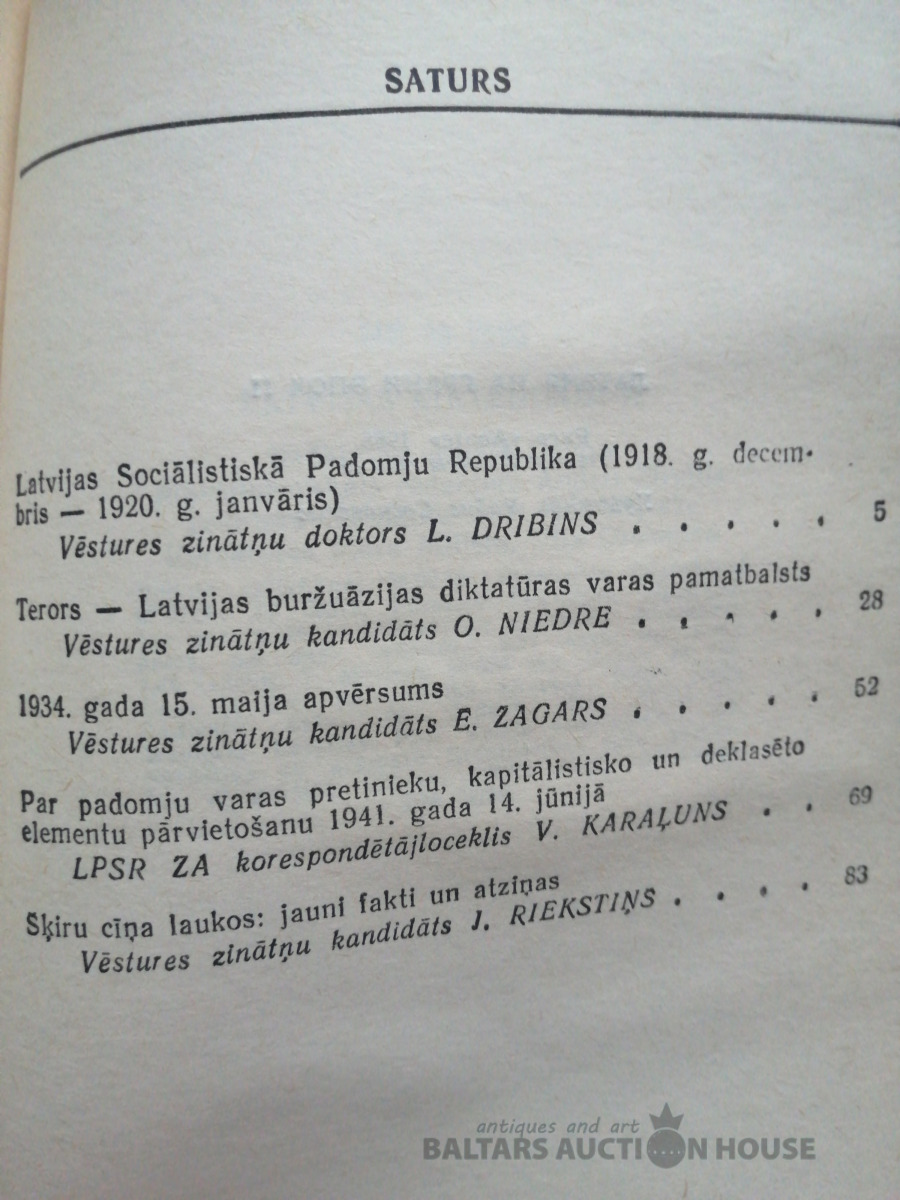 SATURS
Latvijas Sociālistiskā Padomju Republika (1918. g. decem-
bris — 1920. g. janvāris)
Vēstures zinātņu doktors L. DRIBINS . . . . . 5
Terors — Latvijas buržuāzijas diktatūras varas pamatbalsts
Vēstures zinātņu kandidāts O. NIEDRE . . . . . 28
1934. gada 15. maija apvērsums
Vēstures zinātņu kandidāts Ē. ŽAGARS . . . . . 52
Par padomju varas pretinieku, kapitālistisko un deklasēto
elementu pārvietošanu 1941. gada 14. jūnijā
LPSR ZA korespondētājloceklis V. KARAĻUNS . . 69
Šķiru cīņa laukos: jauni fakti un atziņas
Vēstures zinātņu kandidāts J. RIEKSTIŅŠ . . . . 83
antiques and art
BALTARS AUCTION HOUSE